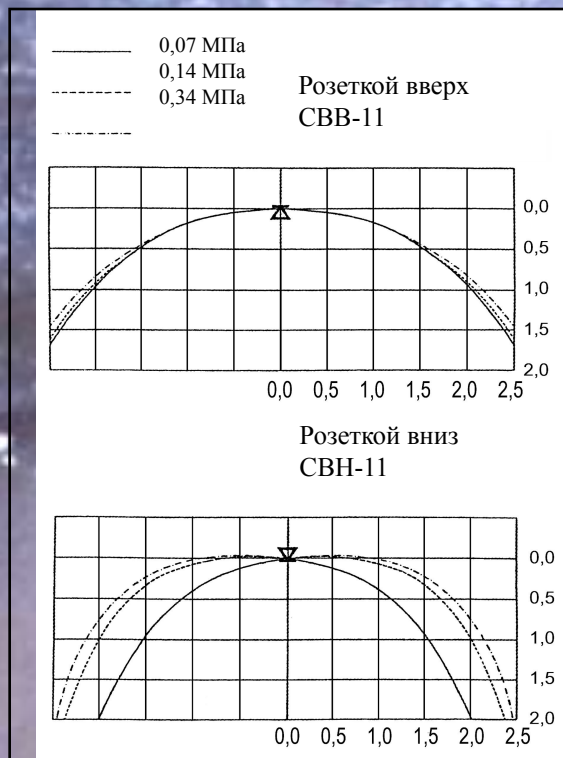 0,07 МПа
0,14 МПа
0,34 МПа
Розеткой вверх
СВВ-11
0,0
0,5
1,0
1,5
2,0
0,0 0,5 1,0 1,5 2,0 2,5
Розеткой вниз
СВН-11
0,0
0,5
1,0
1,5
2,0
0,0 0,5 1,0 1,5 2,0 2,5